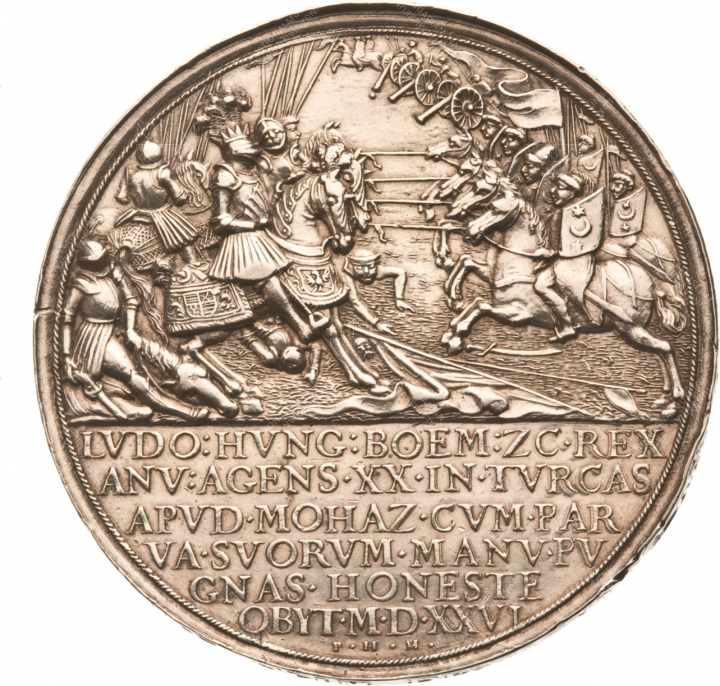 LVDO:HVNG:BOEM:ZC·REX
ANV:AGENS·XX·IN·TVRCAS
APVD·MOHAZ·CVM·PAR
VA·SVORVM·MANV·PV
GNAS·HONESTE
OBYT·M·D·XXVI